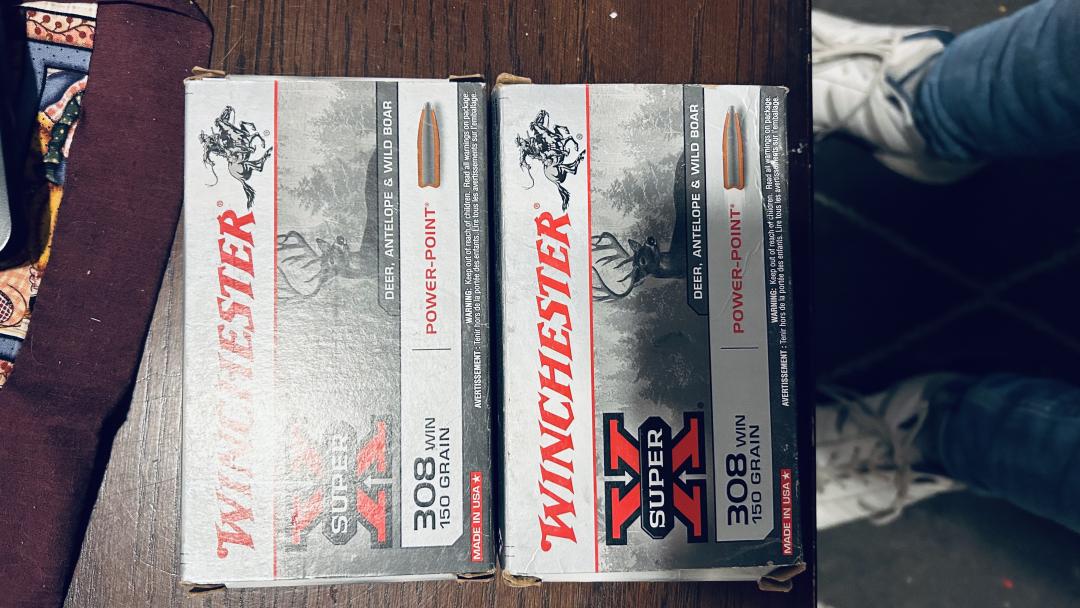 WINCHESTER®
SUPER X
DEER, ANTELOPE & WILD BOAR
308 WIN
150 GRAIN
POWER-POINT®
MADE IN USA
WARNING: Keep out of reach of children. Read all warnings on package.
AVERTISSEMENT : Tenir hors de la portée des enfants. Lire tous les avertissements sur l'emballage.
WINCHESTER®
SUPER X®
DEER, ANTELOPE & WILD BOAR
308 WIN
150 GRAIN
POWER-POINT®
MADE IN USA
WARNING: Keep out of reach of children. Read all warnings on package.
AVERTISSEMENT : Tenir hors de la portée des enfants. Lire tous les avertissements sur l'emballage.